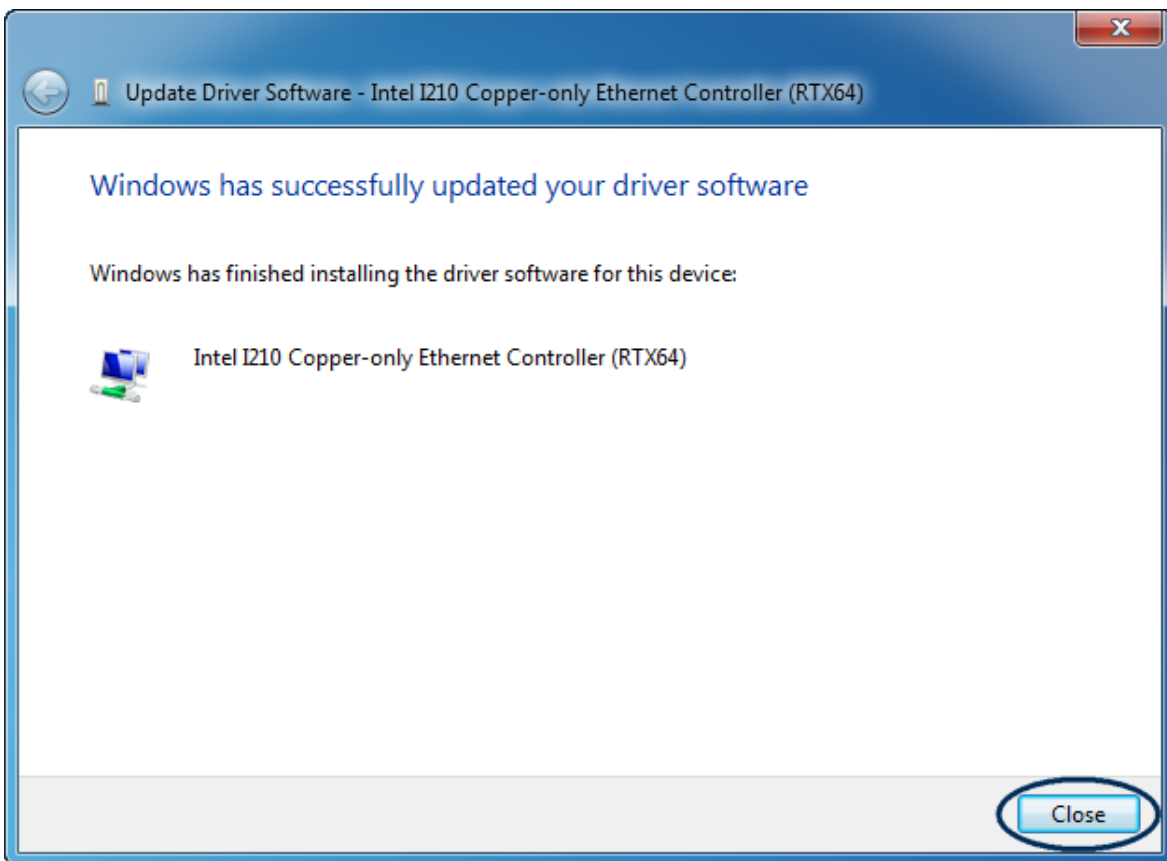 Update Driver Software - Intel I210 Copper-only Ethernet Controller (RTX64)
Windows has successfully updated your driver software
Windows has finished installing the driver software for this device:
Intel I210 Copper-only Ethernet Controller (RTX64)
Close